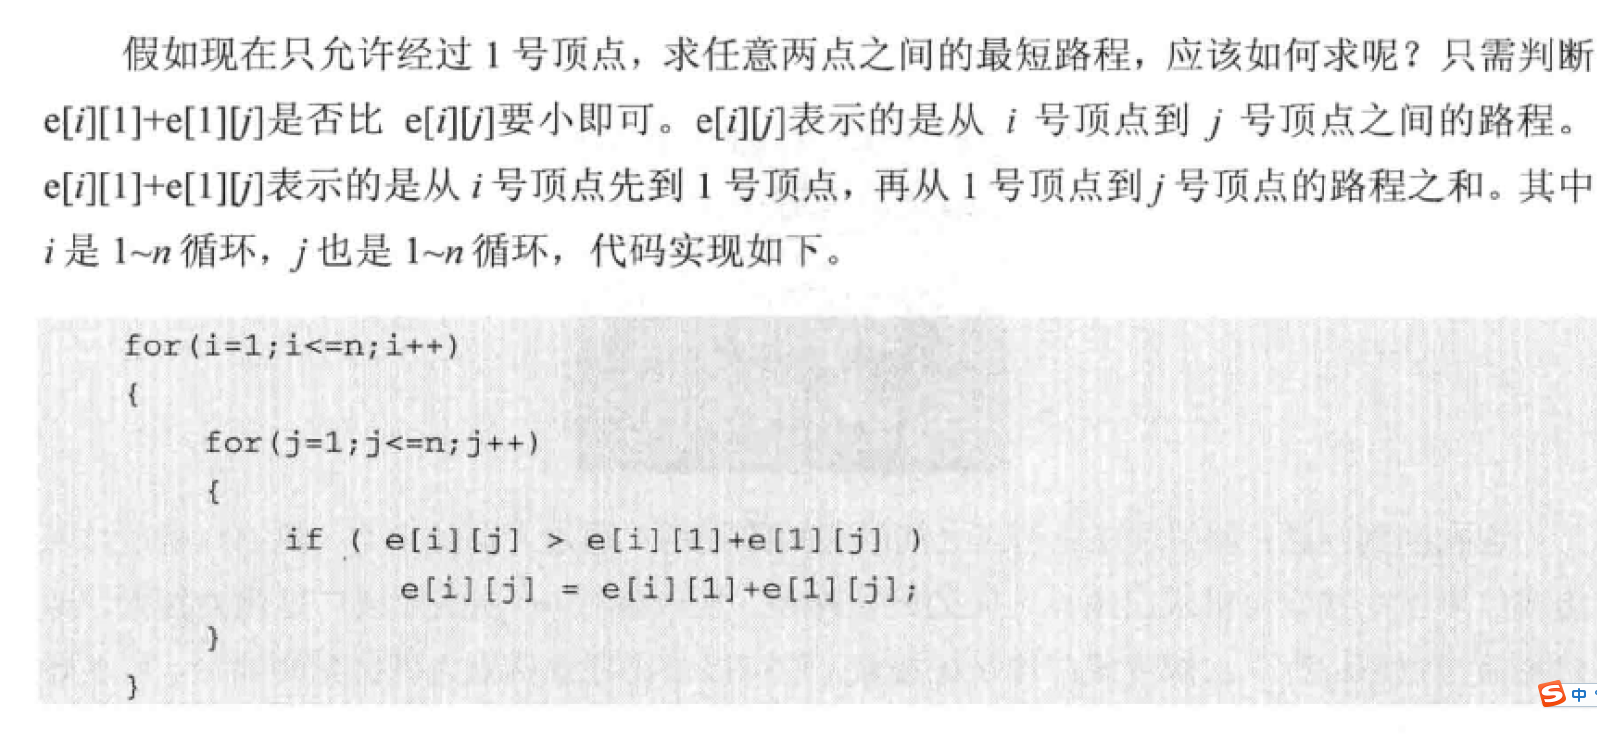 假如现在只允许经过 1 号顶点，求任意两点之间的最短路程，应该如何求呢？只需判断
e[i][1]+e[1][j]是否比 e[i][j]要小即可。e[i][j]表示的是从 i 号顶点到 j 号顶点之间的路程。
e[i][1]+e[1][j]表示的是从 i 号顶点先到 1 号顶点，再从 1 号顶点到 j 号顶点的路程之和。其中
i 是 1~n 循环，j 也是 1~n 循环，代码实现如下。
for(i=1;i<=n;i++)
{
for(j=1;j<=n;j++)
{
if ( e[i][j] > e[i][1]+e[1][j] )
e[i][j] = e[i][1]+e[1][j];
}
}
S 中